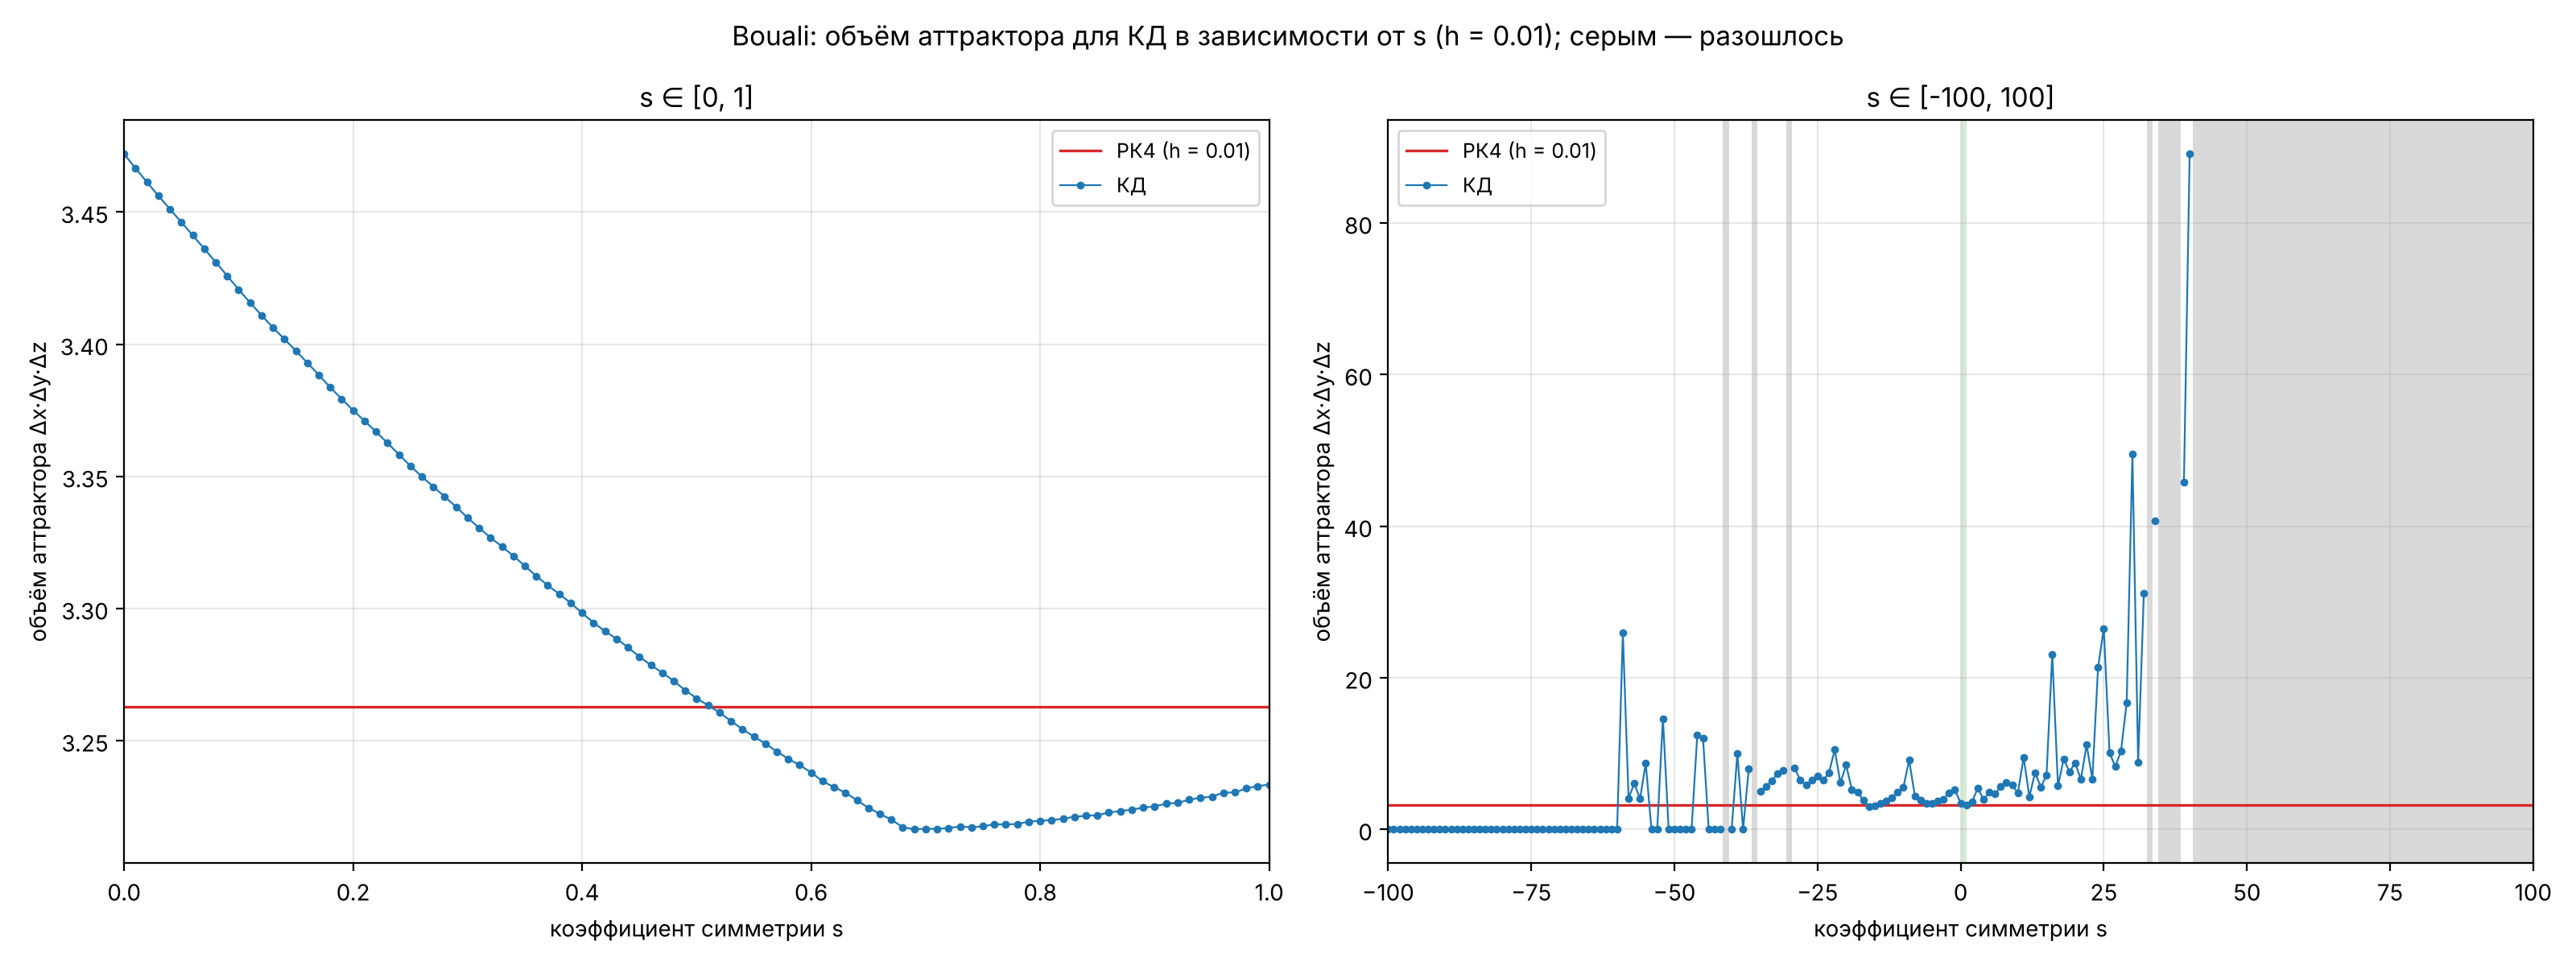 Bouali: объём аттрактора для КД в зависимости от s (h = 0.01); серым — разошлось
s ∈ [0, 1]
объём аттрактора Δx·Δy·Δz
3.45
3.40
3.35
3.30
3.25
РК4 (h = 0.01)
КД
0.0 0.2 0.4 0.6 0.8 1.0
коэффициент симметрии s
s ∈ [-100, 100]
объём аттрактора Δx·Δy·Δz
80
60
40
20
0
РК4 (h = 0.01)
КД
−100 −75 −50 −25 0 25 50 75 100
коэффициент симметрии s